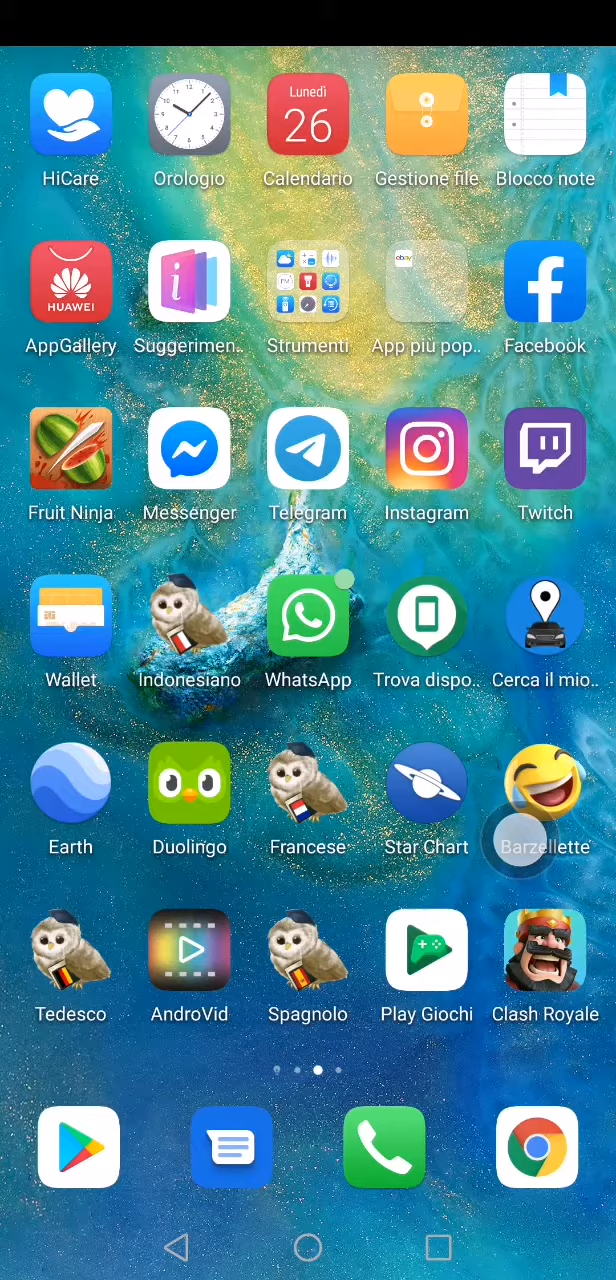 Lunedì
26
HiCare
Orologio
Calendario
Gestione file
Blocco note
HUAWEI
ebay
AppGallery
Suggerimen..
Strumenti
App più pop..
Facebook
Fruit Ninja
Messenger
Telegram
Instagram
Twitch
Wallet
Indonesiano
WhatsApp
Trova dispo..
Cerca il mio..
Earth
Duolingo
Francese
Star Chart
Barzellette
Tedesco
AndroVid
Spagnolo
Play Giochi
Clash Royale